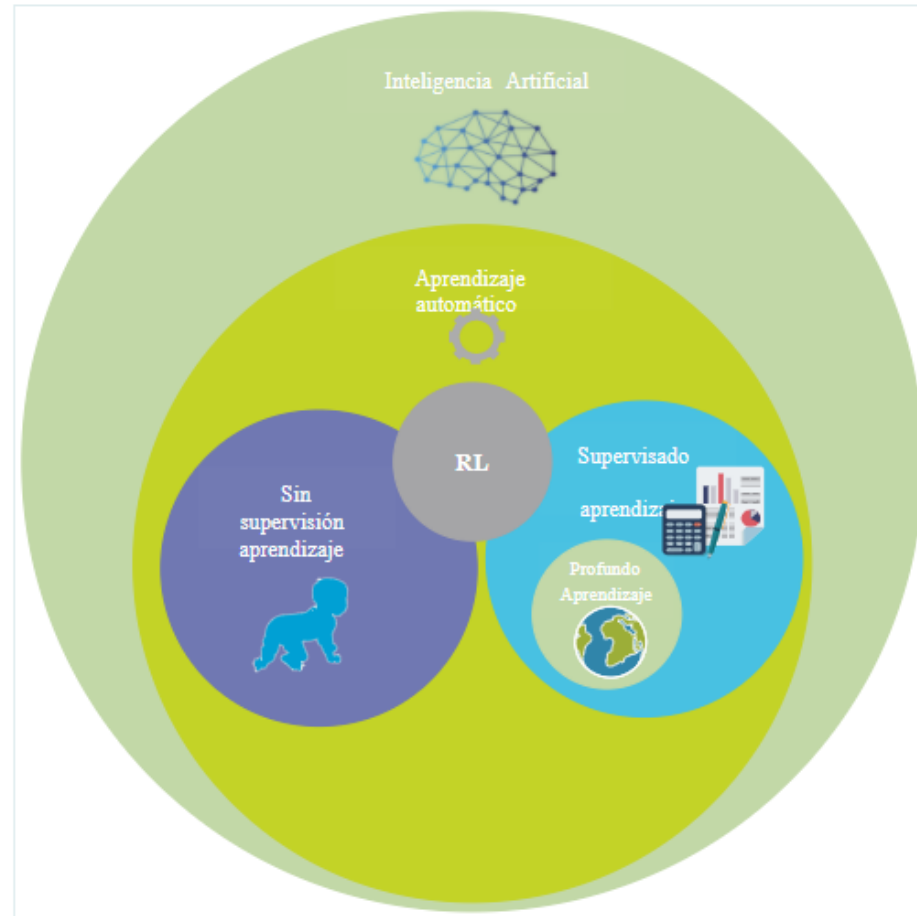 Inteligencia Artificial
Aprendizaje
automático
RL
Supervisado
Sin
supervisión
aprendizaje
Profundo
Aprendizaje